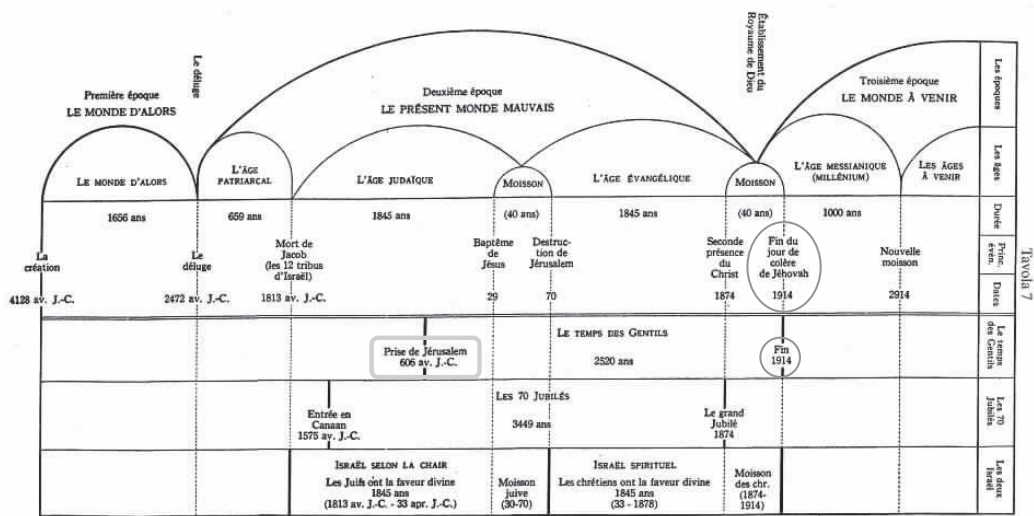 Le déluge
Établissement du
Royaume de Dieu
Première époque
LE MONDE D'ALORS
Deuxième époque
LE PRÉSENT MONDE MAUVAIS
Troisième époque
LE MONDE À VENIR
Les époques
LE MONDE D'ALORS
L'ÂGE
PATRIARCAL
L'ÂGE JUDAÏQUE
MOISSON
L'ÂGE ÉVANGÉLIQUE
MOISSON
L'ÂGE MESSIANIQUE
(MILLÉNIUM)
LES ÂGES
À VENIR
Les âges
1656 ans
659 ans
1845 ans
(40 ans)
1845 ans
(40 ans)
1000 ans
Durée
La
création
Le
déluge
Mort de
Jacob
(les 12 tribus
d'Israël)
Baptême
de
Jésus
Destruc-
tion de
Jérusalem
Seconde
présence
du
Christ
Fin du
jour de
colère
de Jéhovah
Nouvelle
moisson
Princ.
évén.
4128 av. J.-C.
2472 av. J.-C.
1813 av. J.-C.
29
70
1874
1914
2914
Dates
Tavola 7
Prise de Jérusalem
606 av. J.-C.
LE TEMPS DES GENTILS
2520 ans
Fin
1914
Le temps
des Gentils
Entrée en
Canaan
1575 av. J.-C.
LES 70 JUBILÉS
3449 ans
Le grand
Jubilé
1874
Les 70
Jubilés
ISRAËL SELON LA CHAIR
Les Juifs ont la faveur divine
1845 ans
(1813 av. J.-C. - 33 apr. J.-C.)
Moisson
juive
(30-70)
ISRAËL SPIRITUEL
Les chrétiens ont la faveur divine
1845 ans
(33 - 1878)
Moisson
des chr.
(1874-
1914)
Les deux
Israël